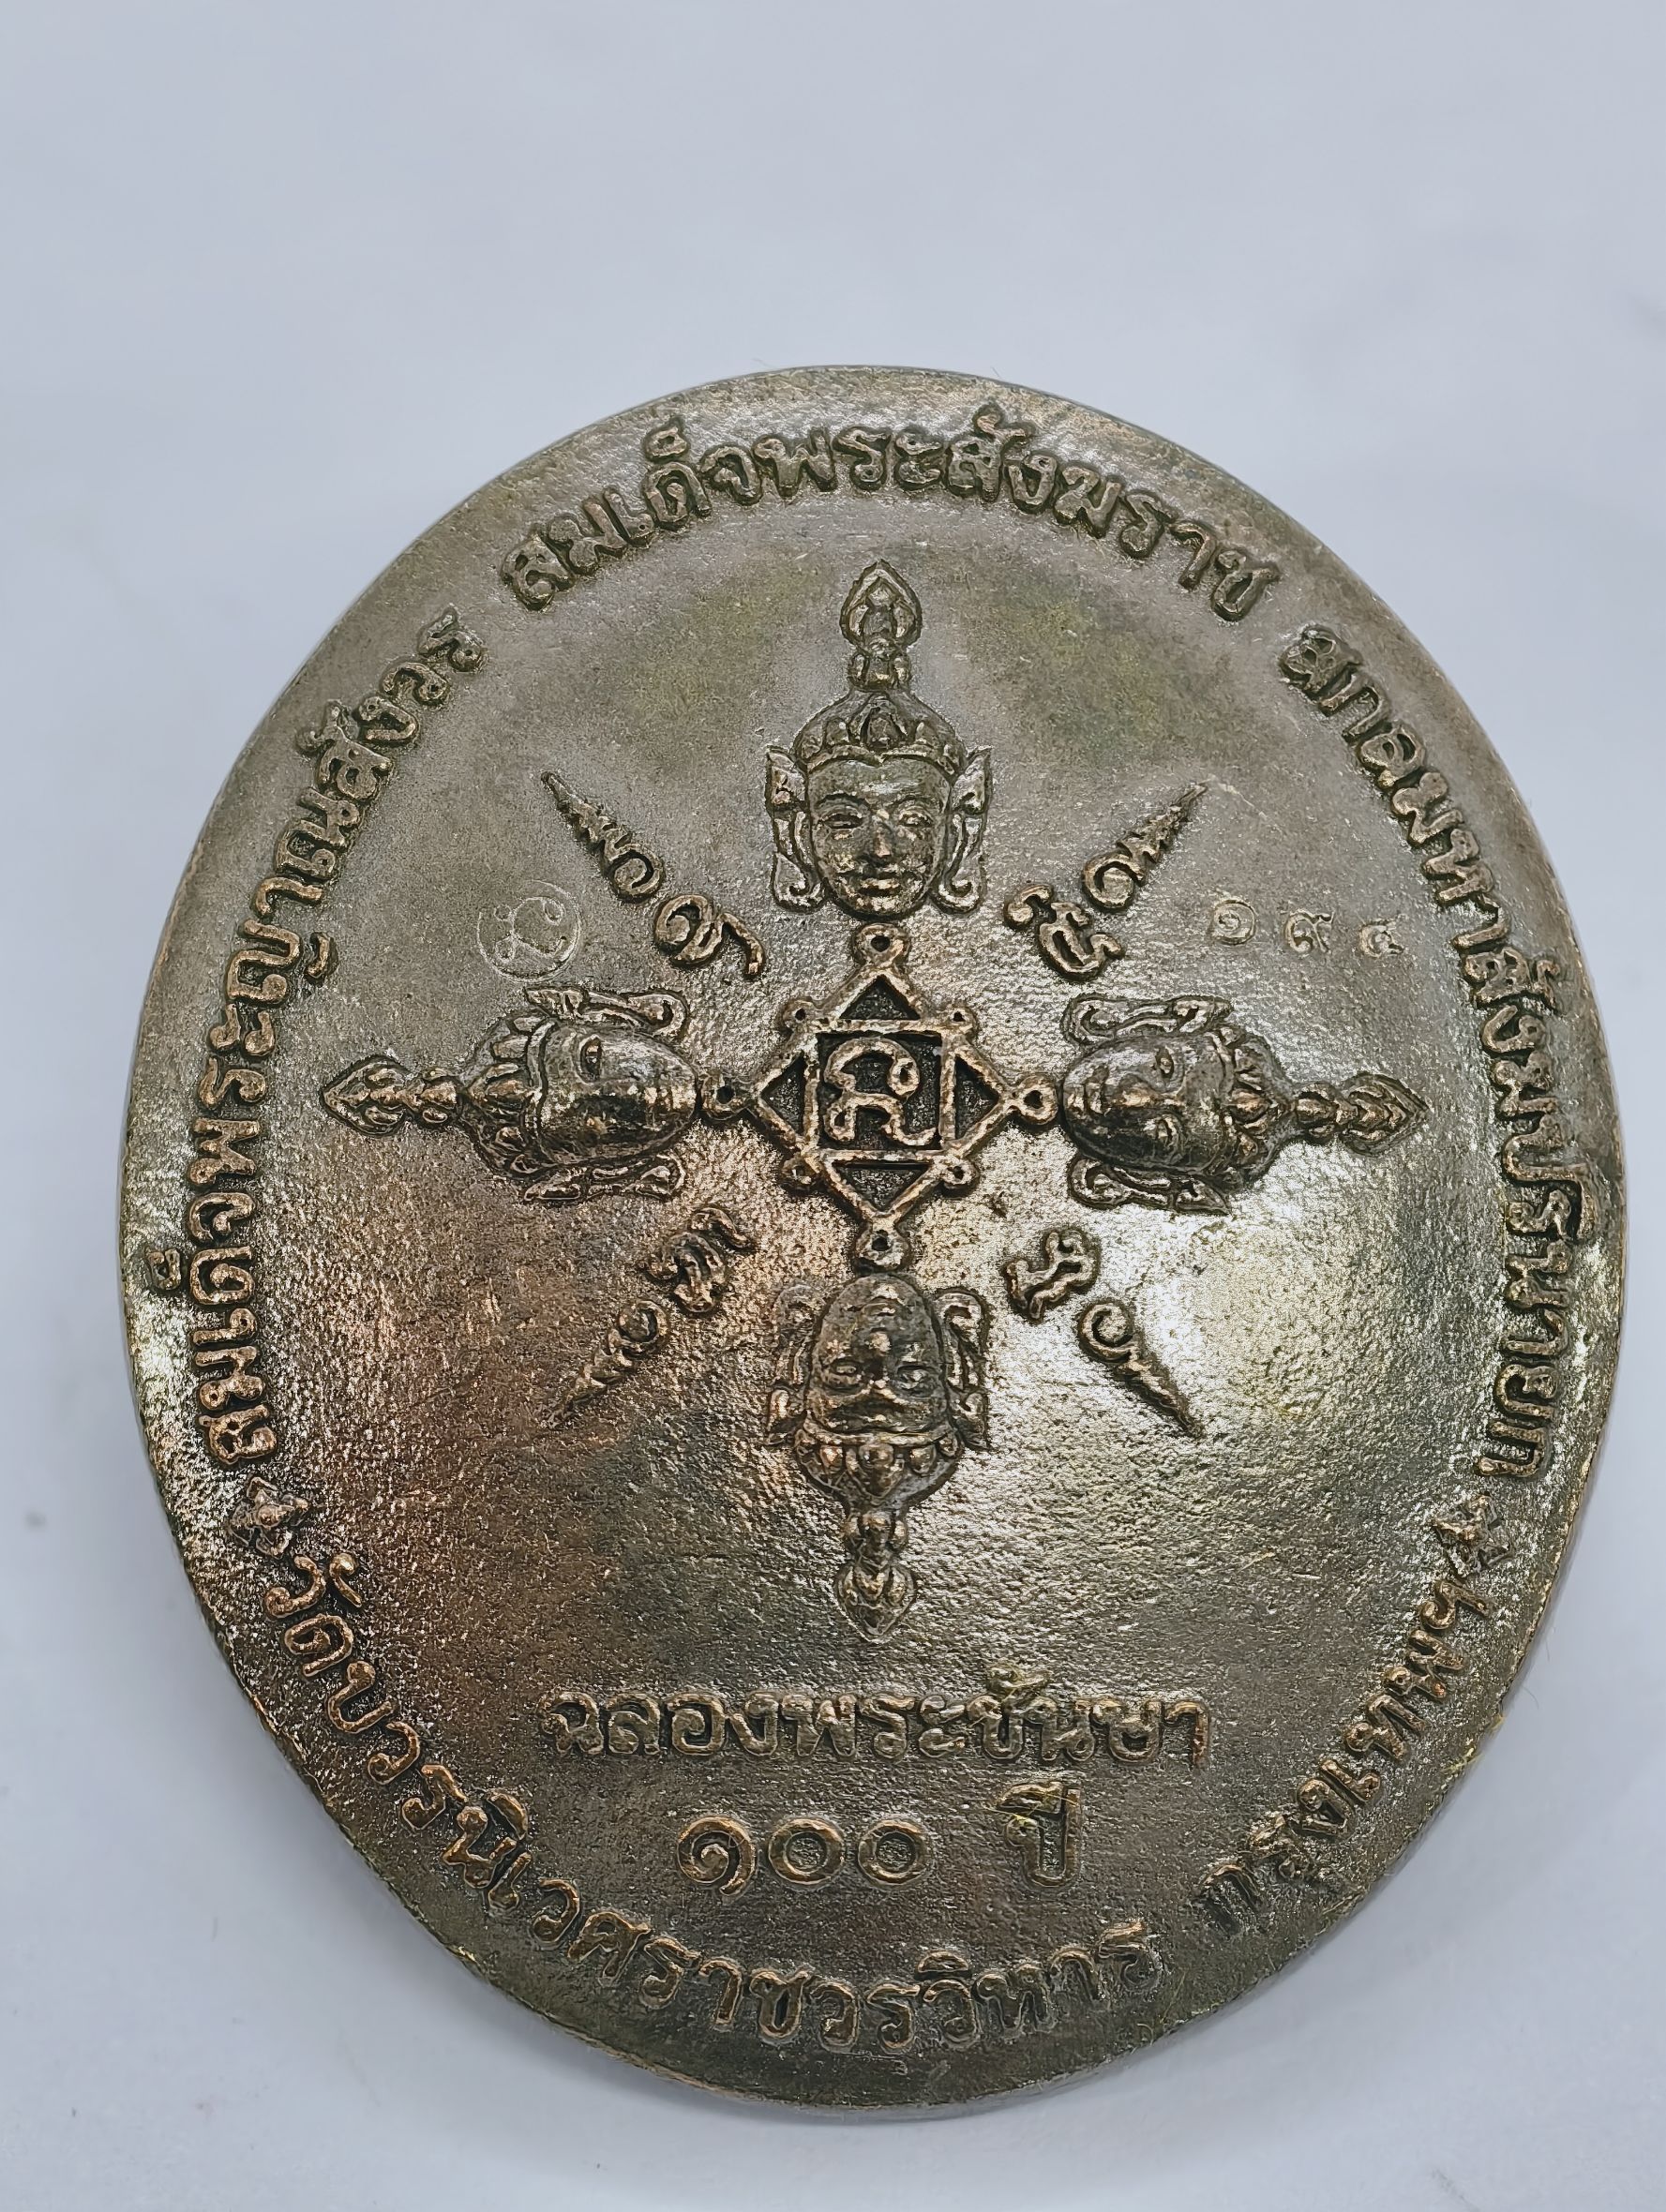 สมเด็จพระญาณสังวร สมเด็จพระสังฆราช สกลมหาสังฆปริณายก
๑๙๔
ฉลองพระชันษา
๑๐๐ ปี
วัดบวรนิเวศราชวรวิหาร กรุงเทพฯ